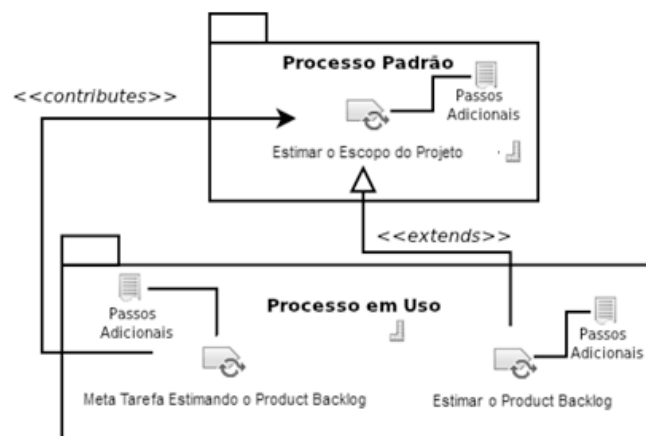 Processo Padrão
<<contributes>>
Passos
Adicionais
Estimar o Escopo do Projeto
<<extends>>
Processo em Uso
Passos
Adicionais
Passos
Adicionais
Meta Tarefa Estimando o Product Backlog
Estimar o Product Backlog